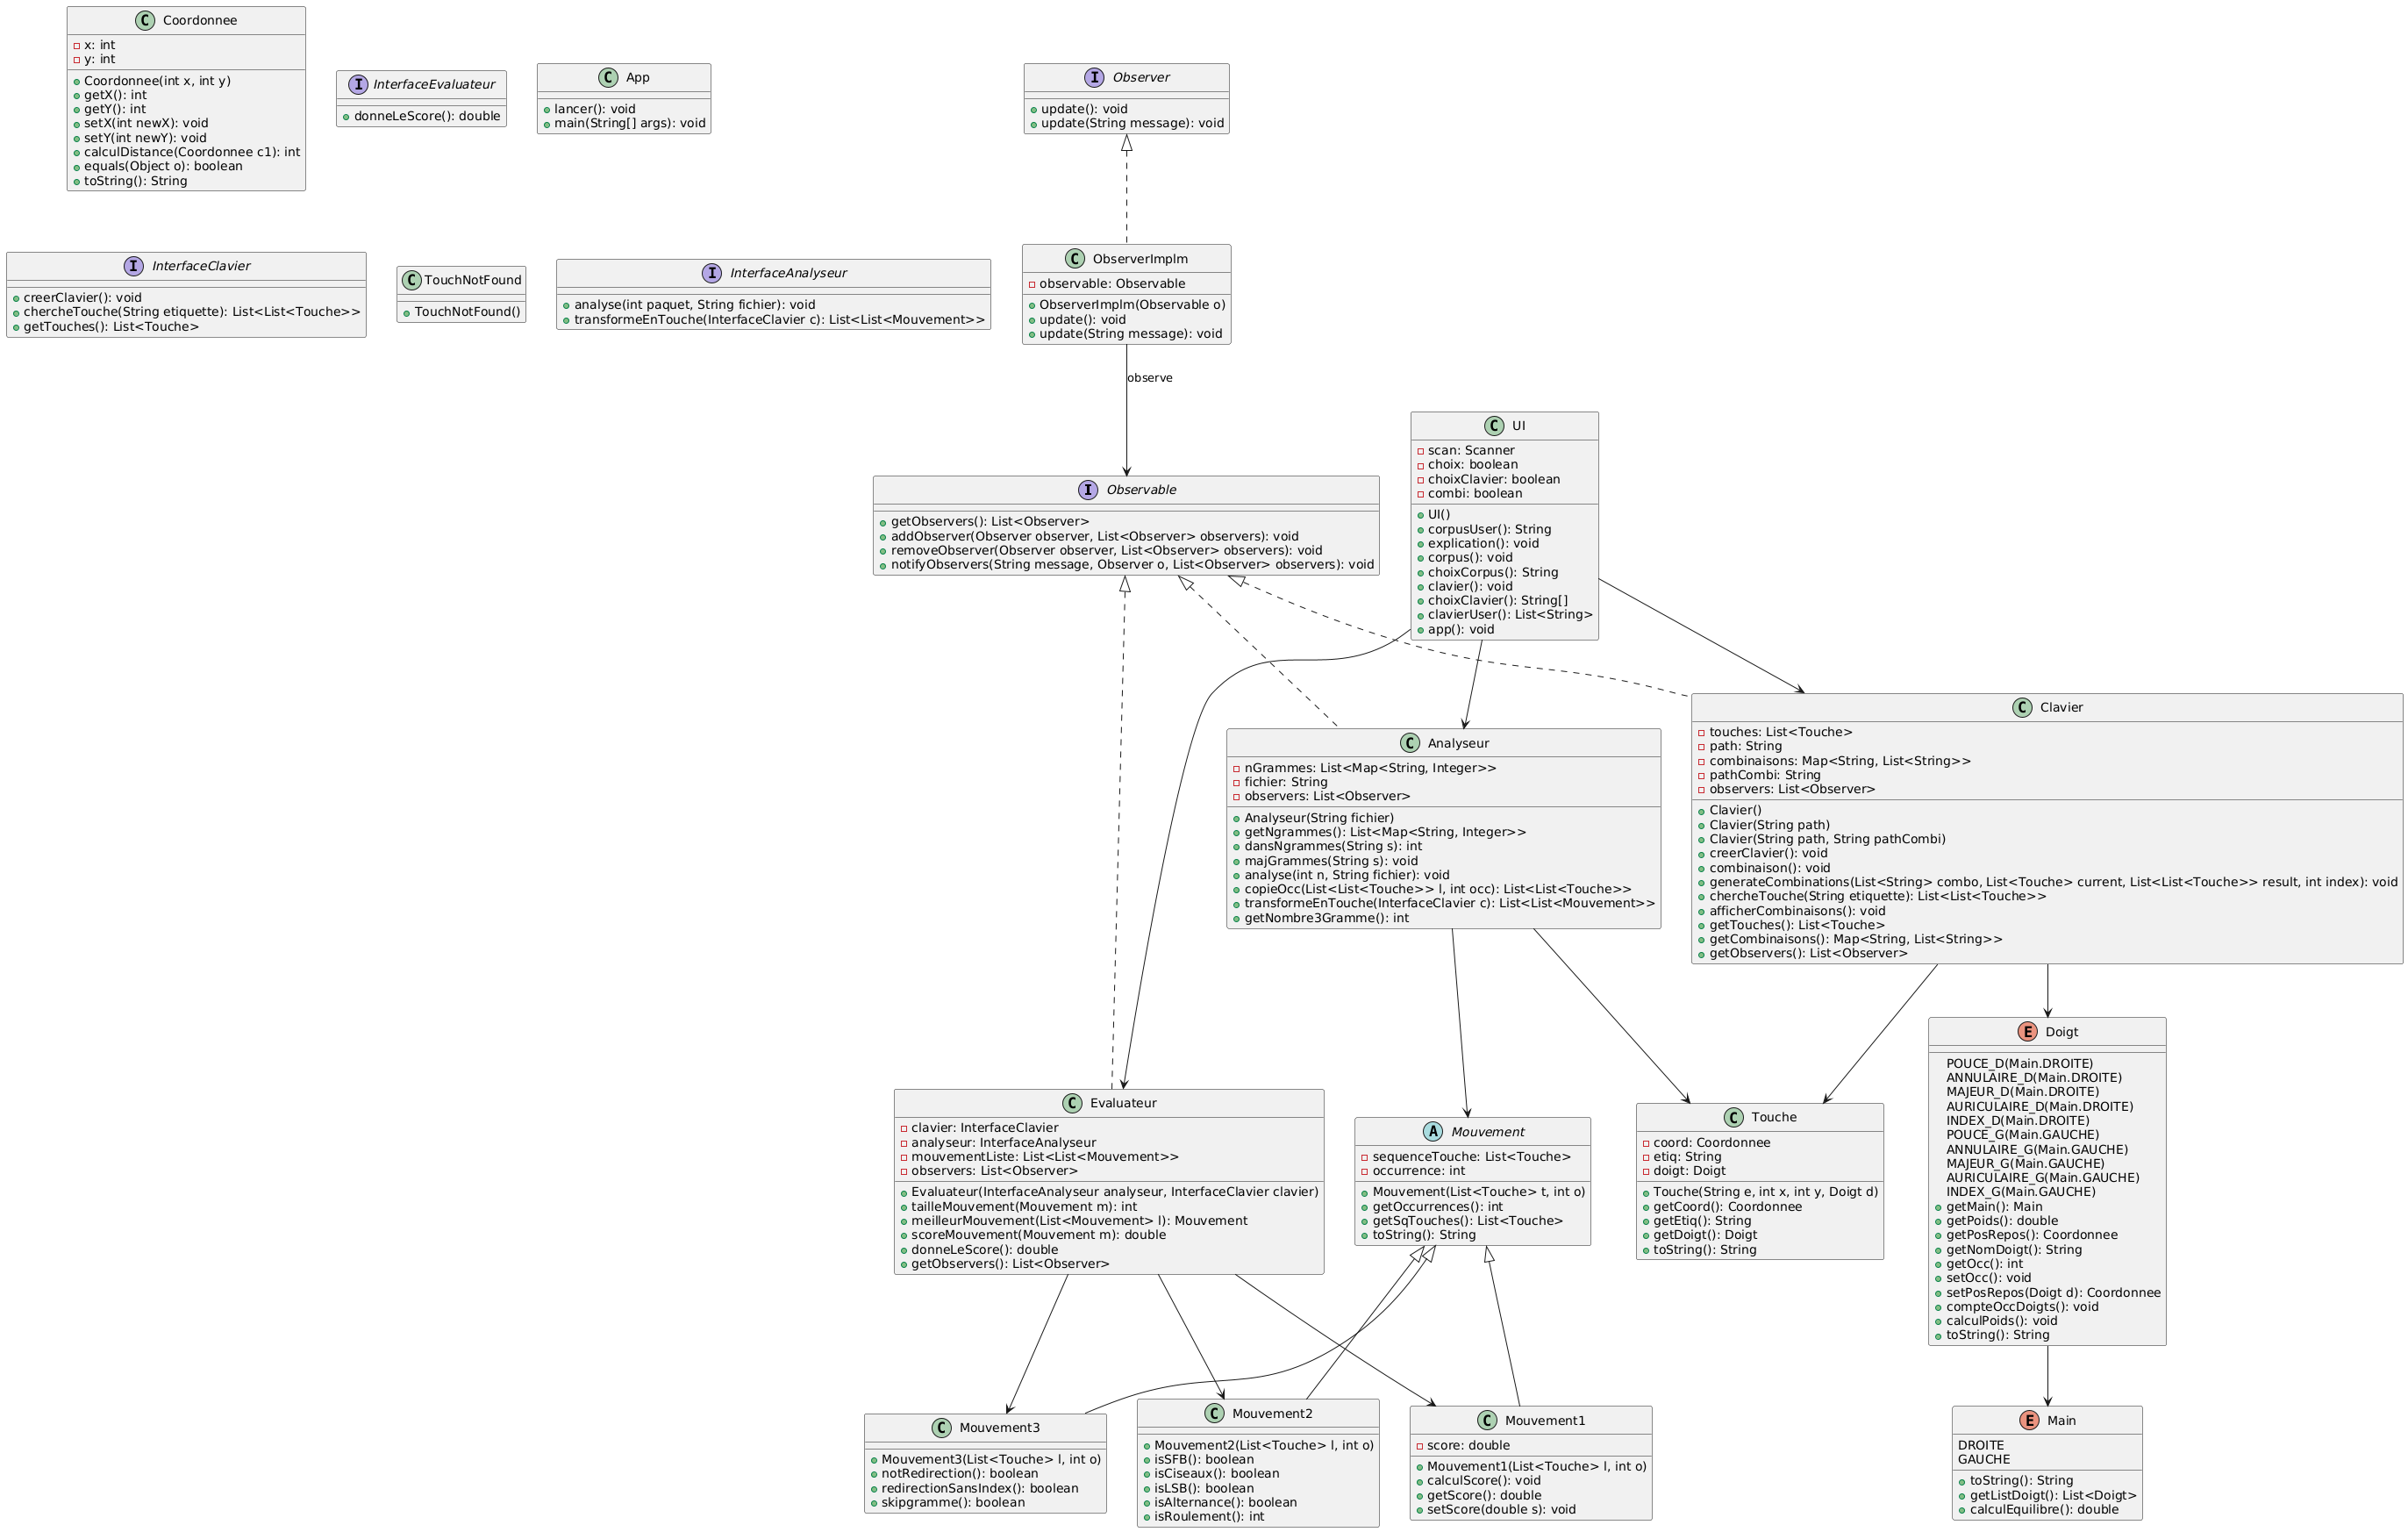 Coordonnee
x: int
y: int
Coordonnee(int x, int y)
getX(): int
getY(): int
setX(int newX): void
setY(int newY): void
calculDistance(Coordonnee c1): int
equals(Object o): boolean
toString(): String
I InterfaceEvaluateur
donneLeScore(): double
C App
lancer(): void
main(String[] args): void
I Observer
update(): void
update(String message): void
I InterfaceClavier
creerClavier(): void
chercheTouche(String etiquette): List<List<Touche>>
getTouches(): List<Touche>
C TouchNotFound
TouchNotFound()
I InterfaceAnalyseur
analyse(int paquet, String fichier): void
transformeEnTouche(InterfaceClavier c): List<List<Mouvement>>
C ObserverImplm
observable: Observable
ObserverImplm(Observable o)
update(): void
update(String message): void
observe
I Observable
getObservers(): List<Observer>
addObserver(Observer observer, List<Observer> observers): void
removeObserver(Observer observer, List<Observer> observers): void
notifyObservers(String message, Observer o, List<Observer> observers): void
C UI
scan: Scanner
choix: boolean
choixClavier: boolean
combi: boolean
UI()
corpusUser(): String
explication(): void
corpus(): void
choixCorpus(): String
clavier(): void
choixClavier(): String[]
clavierUser(): List<String>
app(): void
C Analyseur
nGrammes: List<Map<String, Integer>>
fichier: String
observers: List<Observer>
Analyseur(String fichier)
getNgrammes(): List<Map<String, Integer>>
dansNgrammes(String s): int
majGrammes(String s): void
analyse(int n, String fichier): void
copieOcc(List<List<Touche>> l, int occ): List<List<Touche>>
transformeEnTouche(InterfaceClavier c): List<List<Mouvement>>
getNombre3Gramme(): int
C Clavier
touches: List<Touche>
path: String
combinaisons: Map<String, List<String>>
pathCombi: String
observers: List<Observer>
Clavier()
Clavier(String path)
Clavier(String path, String pathCombi)
creerClavier(): void
combinaison(): void
generateCombinations(List<String> combo, List<Touche> current, List<List<Touche>> result, int index): void
chercheTouche(String etiquette): List<List<Touche>>
afficherCombinaisons(): void
getTouches(): List<Touche>
getCombinaisons(): Map<String, List<String>>
getObservers(): List<Observer>
C Evaluateur
clavier: InterfaceClavier
analyseur: InterfaceAnalyseur
mouvementListe: List<List<Mouvement>>
observers: List<Observer>
Evaluateur(InterfaceAnalyseur analyseur, InterfaceClavier clavier)
tailleMouvement(Mouvement m): int
meilleurMouvement(List<Mouvement> l): Mouvement
scoreMouvement(Mouvement m): double
donneLeScore(): double
getObservers(): List<Observer>
A Mouvement
sequenceTouche: List<Touche>
occurrence: int
Mouvement(List<Touche> t, int o)
getOccurrences(): int
getSqTouches(): List<Touche>
toString(): String
C Touche
coord: Coordonnee
etiq: String
doigt: Doigt
Touche(String e, int x, int y, Doigt d)
getCoord(): Coordonnee
getEtiq(): String
getDoigt(): Doigt
toString(): String
E Doigt
POUCE_D(Main.DROITE)
ANNULAIRE_D(Main.DROITE)
MAJEUR_D(Main.DROITE)
AURICULAIRE_D(Main.DROITE)
INDEX_D(Main.DROITE)
POUCE_G(Main.GAUCHE)
ANNULAIRE_G(Main.GAUCHE)
MAJEUR_G(Main.GAUCHE)
AURICULAIRE_G(Main.GAUCHE)
INDEX_G(Main.GAUCHE)
getMain(): Main
getPoids(): double
getPosRepos(): Coordonnee
getNomDoigt(): String
getOcc(): int
setOcc(): void
setPosRepos(Doigt d): Coordonnee
compteOccDoigts(): void
calculPoids(): void
toString(): String
C Mouvement3
Mouvement3(List<Touche> l, int o)
notRedirection(): boolean
redirectionSansIndex(): boolean
skipgramme(): boolean
C Mouvement2
Mouvement2(List<Touche> l, int o)
isSFB(): boolean
isCiseaux(): boolean
isLSB(): boolean
isAlternance(): boolean
isRoulement(): int
C Mouvement1
score: double
Mouvement1(List<Touche> l, int o)
calculScore(): void
getScore(): double
setScore(double s): void
E Main
DROITE
GAUCHE
toString(): String
getListDoigt(): List<Doigt>
calculEquilibre(): double